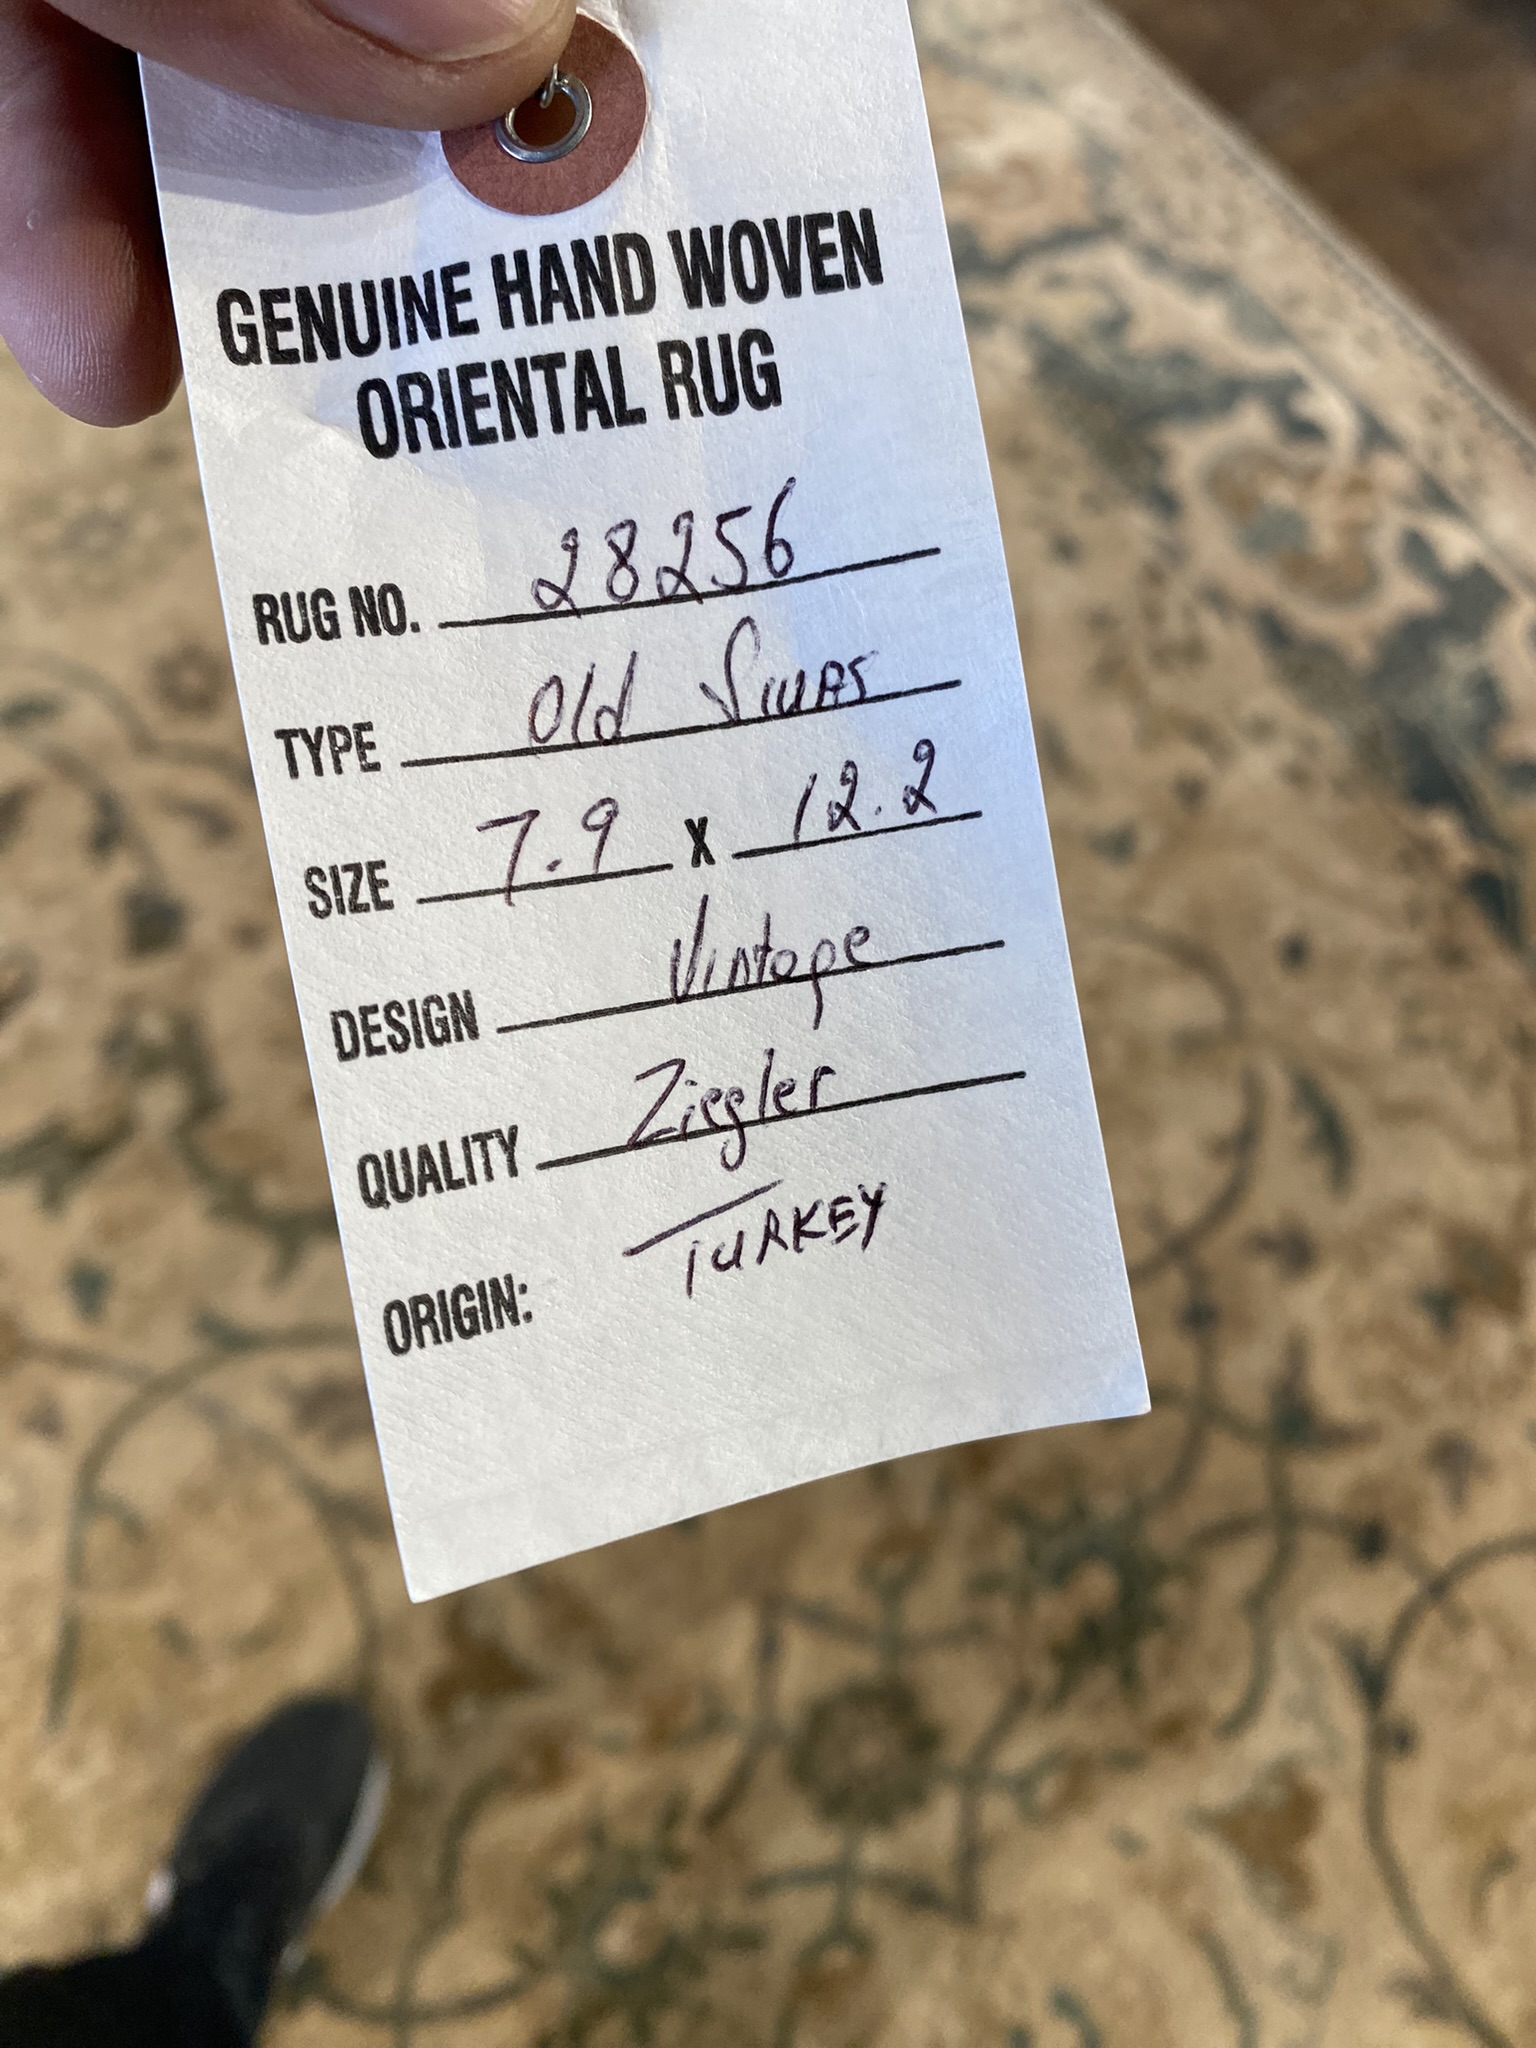 GENUINE HAND WOVEN
ORIENTAL RUG
RUG NO. 28256
TYPE Old Sivas
SIZE 7.9 x 12.2
DESIGN Vintage
QUALITY Ziegler
ORIGIN: TURKEY